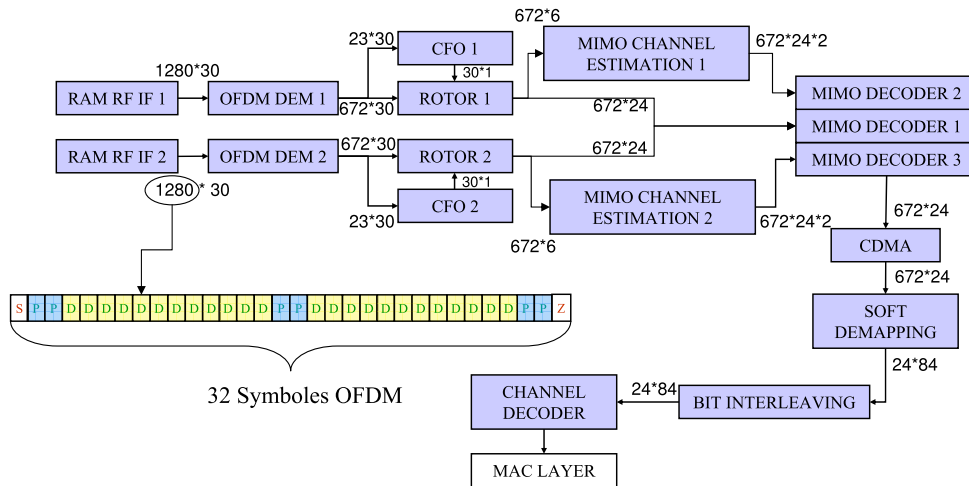 672*6
23*30
CFO 1
MIMO CHANNEL
ESTIMATION 1
672*24*2
1280*30
30*1
RAM RF IF 1
OFDM DEM 1
672*30
ROTOR 1
672*24
MIMO DECODER 2
MIMO DECODER 1
MIMO DECODER 3
RAM RF IF 2
OFDM DEM 2
672*30
ROTOR 2
672*24
1280* 30
30*1
23*30
CFO 2
MIMO CHANNEL
ESTIMATION 2
672*6
672*24*2
672*24
CDMA
672*24
S P P D D D D D D D D D D D D P P D D D D D D D D D D D D P P Z
SOFT
DEMAPPING
32 Symboles OFDM
24*84
CHANNEL
DECODER
24*84
BIT INTERLEAVING
MAC LAYER